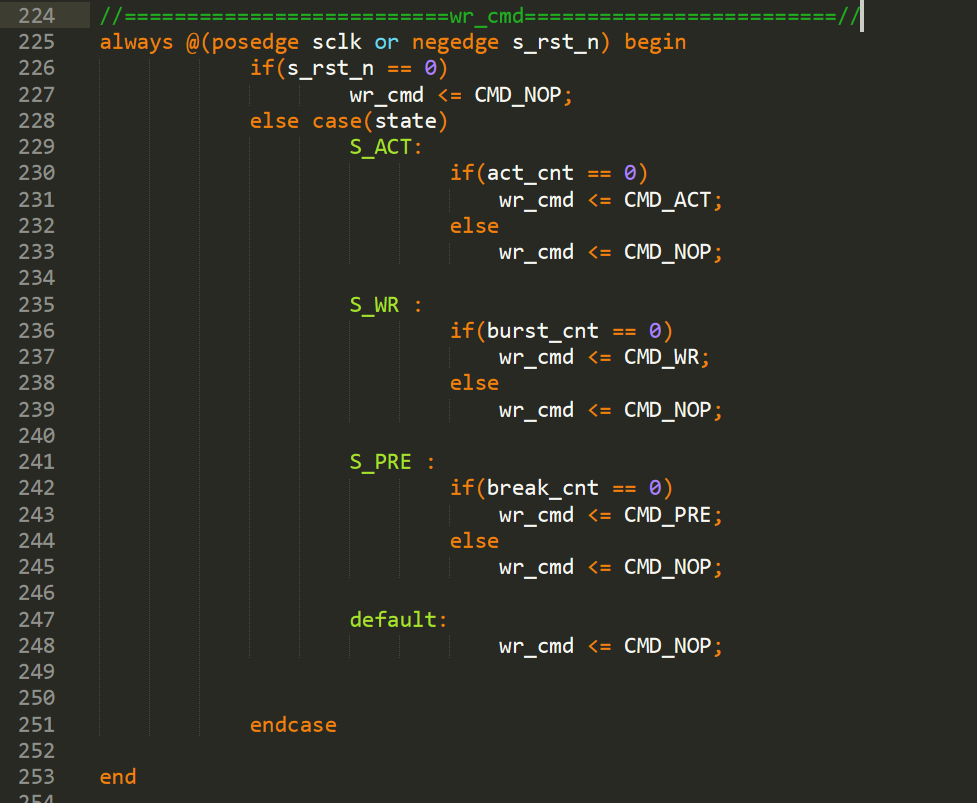 224 //==========================wr_cmd=========================//
225 always @(posedge sclk or negedge s_rst_n) begin
226 if(s_rst_n == 0)
227 wr_cmd <= CMD_NOP;
228 else case(state)
229 S_ACT:
230 if(act_cnt == 0)
231 wr_cmd <= CMD_ACT;
232 else
233 wr_cmd <= CMD_NOP;
234
235 S_WR :
236 if(burst_cnt == 0)
237 wr_cmd <= CMD_WR;
238 else
239 wr_cmd <= CMD_NOP;
240
241 S_PRE :
242 if(break_cnt == 0)
243 wr_cmd <= CMD_PRE;
244 else
245 wr_cmd <= CMD_NOP;
246
247 default:
248 wr_cmd <= CMD_NOP;
249
250
251 endcase
252
253 end
254